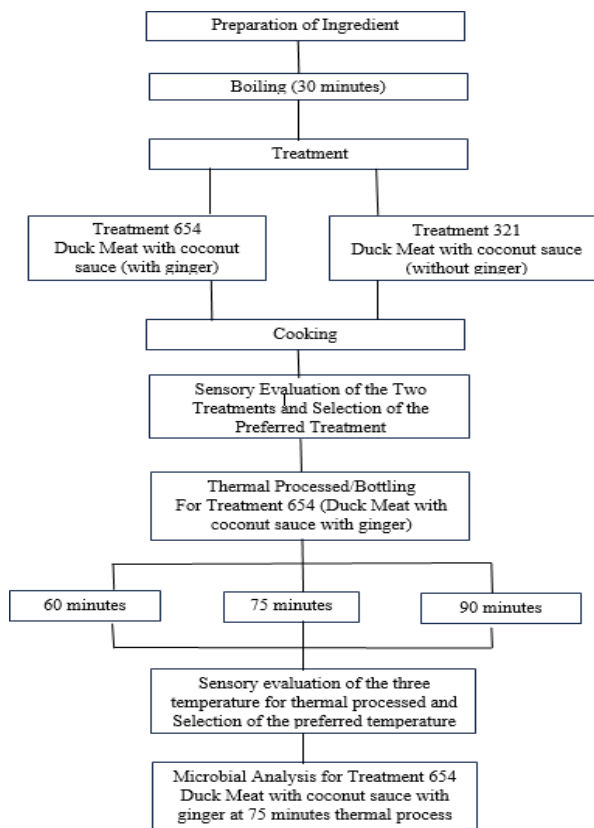 Preparation of Ingredient
Boiling (30 minutes)
Treatment
Treatment 654
Duck Meat with coconut
sauce (with ginger)
Treatment 321
Duck Meat with coconut sauce
(without ginger)
Cooking
Sensory Evaluation of the Two
Treatments and Selection of the
Preferred Treatment
Thermal Processed/Bottling
For Treatment 654 (Duck Meat with
coconut sauce with ginger)
60 minutes
75 minutes
90 minutes
Sensory evaluation of the three
temperature for thermal processed and
Selection of the preferred temperature
Microbial Analysis for Treatment 654
Duck Meat with coconut sauce with
ginger at 75 minutes thermal process